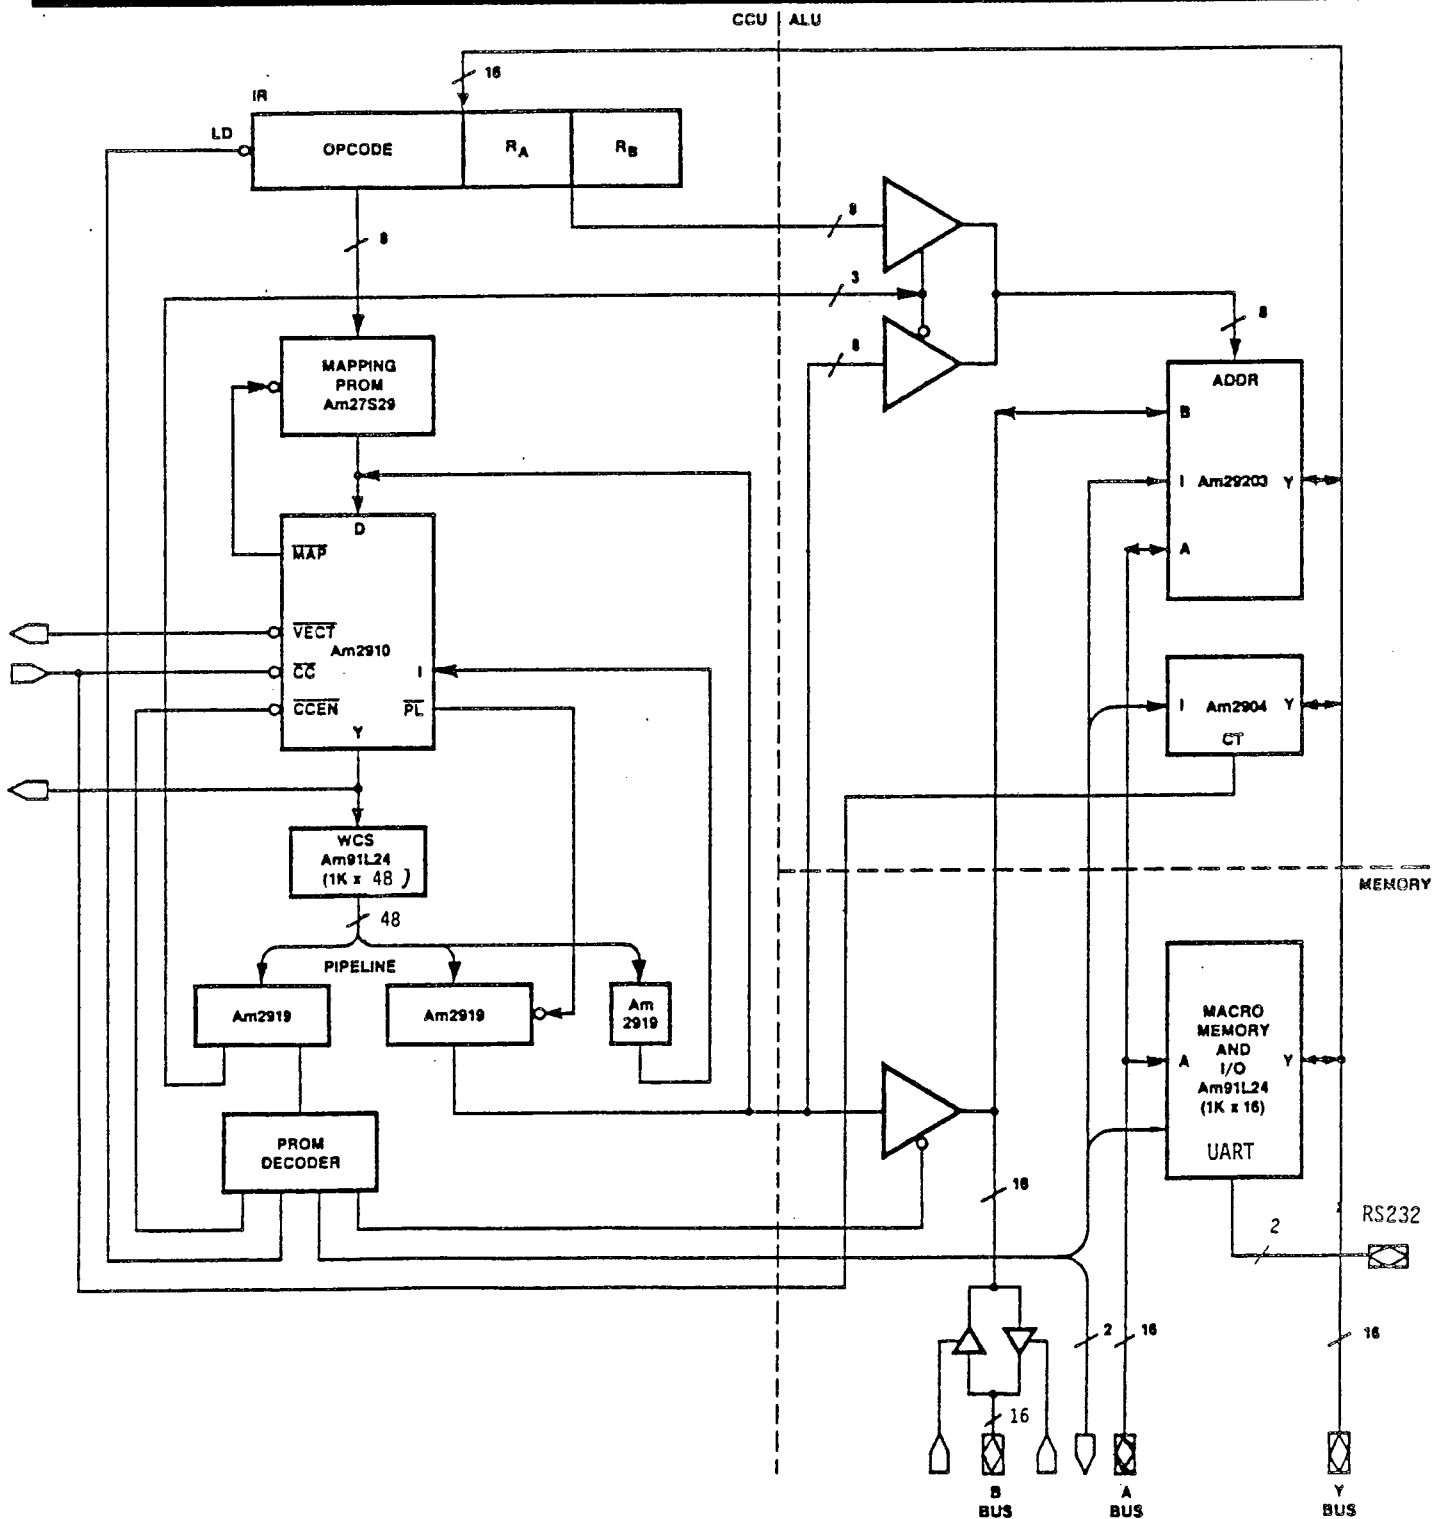 CCU ALU
16
IR
LD
OPCODE
RA
RB
8
8
3
8
8
MAPPING
PROM
Am27S29
ADDR
B
I Am29203 Y
A
D
MAP
VECT
Am2910
CC
I
CCEN
PL
Y
I Am2904 Y
CT
WCS
Am91L24
(1K x 48)
48
MEMORY
PIPELINE
Am2919
Am2919
Am
2919
MACRO
MEMORY
AND
I/O
A Y
Am91L24
(1K x 16)
UART
PROM
DECODER
16
2
RS232
2
16
16
16
B
BUS
A
BUS
Y
BUS